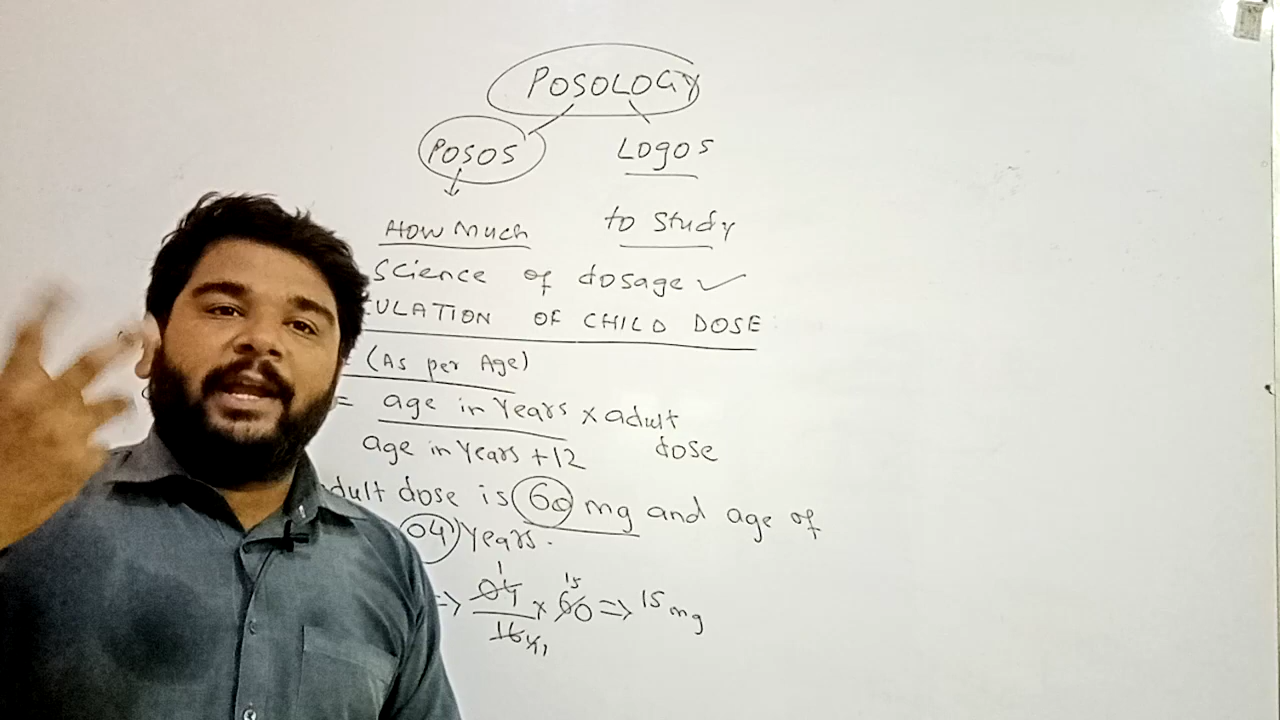 POSOLOGY
POSOS Logos
How Much to study
science of dosage
CULATION OF CHILD DOSE
(As per Age)
= age in years × adult dose
age in years +12
dult dose is 60 mg and age of
04 years.
=> 04/16 × 60 => 15 mg
1 15